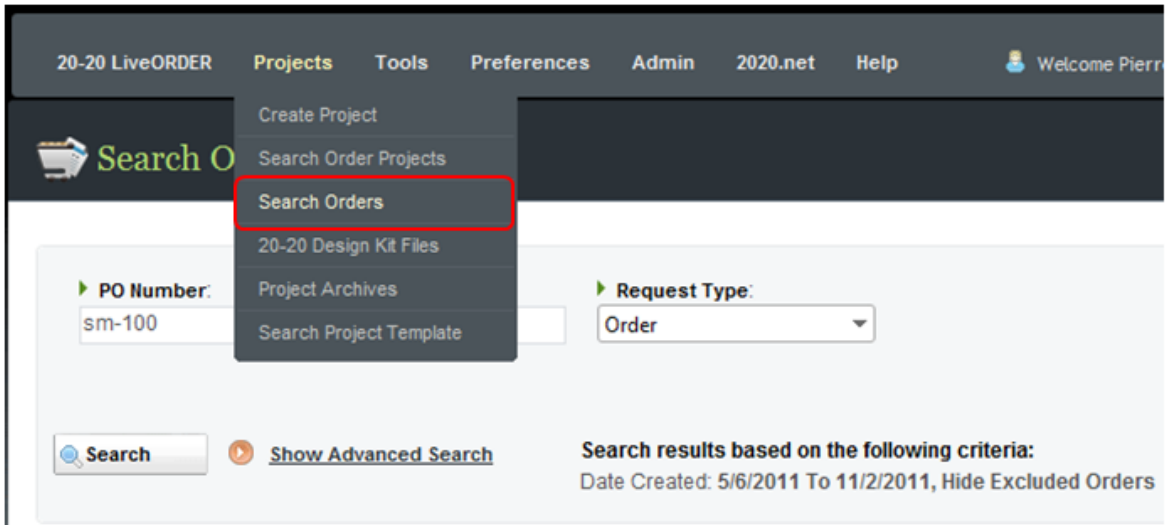 20-20 LiveORDER Projects Tools Preferences Admin 2020.net Help Welcome Pierre
Create Project
Search O
Search Order Projects
Search Orders
20-20 Design Kit Files
PO Number:
Project Archives
Request Type:
sm-100
Search Project Template
Order
Search
Show Advanced Search
Search results based on the following criteria:
Date Created: 5/6/2011 To 11/2/2011, Hide Excluded Orders